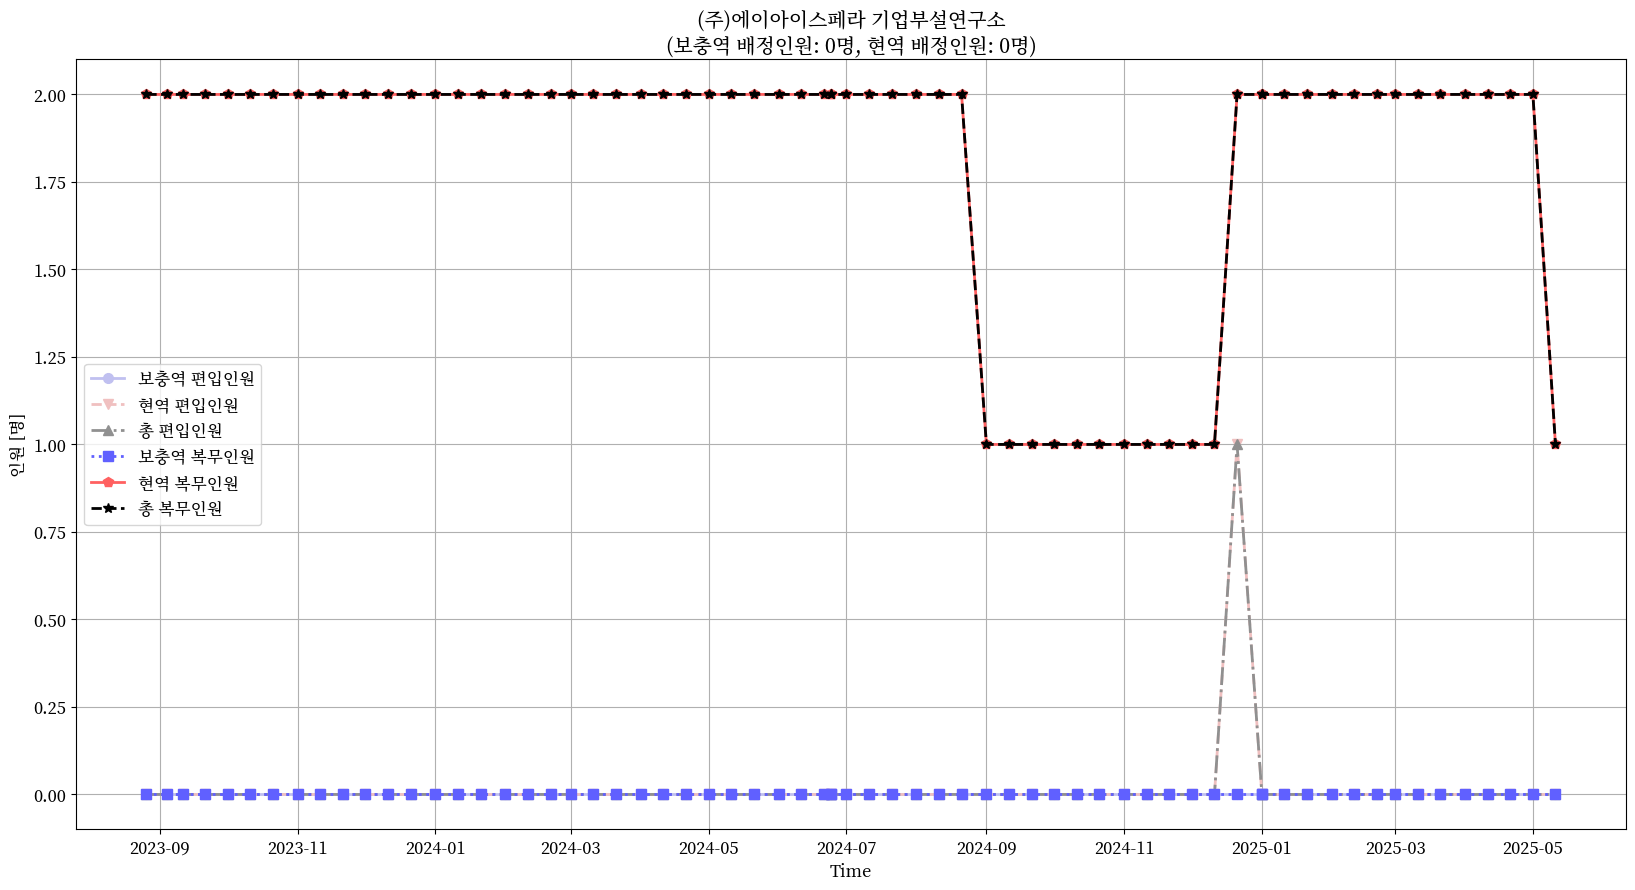 (주)에이아이스페라 기업부설연구소
(보충역 배정인원: 0명, 현역 배정인원: 0명)
2.00
1.75
1.50
1.25
1.00
0.75
0.50
0.25
0.00
인원 [명]
보충역 편입인원
현역 편입인원
총 편입인원
보충역 복무인원
현역 복무인원
총 복무인원
2023-09 2023-11 2024-01 2024-03 2024-05 2024-07 2024-09 2024-11 2025-01 2025-03 2025-05
Time